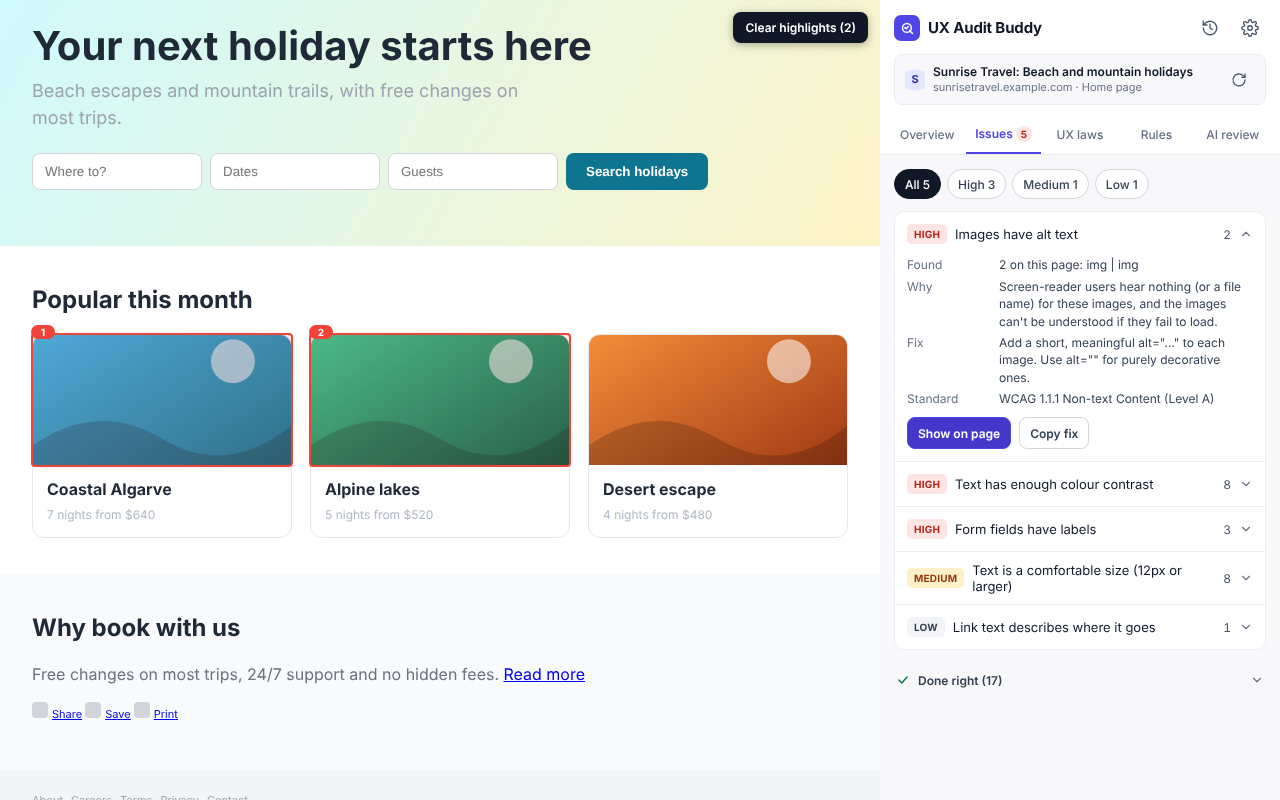 Your next holiday starts here
Clear highlights (2)
Beach escapes and mountain trails, with free changes on
most trips.
Where to?
Dates
Guests
Search holidays
Popular this month
1
2
Coastal Algarve
7 nights from $640
Alpine lakes
5 nights from $520
Desert escape
4 nights from $480
Why book with us
Free changes on most trips, 24/7 support and no hidden fees. Read more
Share Save Print
About Careers Terms Privacy Contact
UX Audit Buddy
S
Sunrise Travel: Beach and mountain holidays
sunrisetravel.example.com · Home page
Overview
Issues 5
UX laws
Rules
AI review
All 5
High 3
Medium 1
Low 1
HIGH Images have alt text 2
Found 2 on this page: img | img
Why Screen-reader users hear nothing (or a file
name) for these images, and the images
can't be understood if they fail to load.
Fix Add a short, meaningful alt="…" to each
image. Use alt="" for purely decorative
ones.
Standard WCAG 1.1.1 Non-text Content (Level A)
Show on page
Copy fix
HIGH Text has enough colour contrast 8
HIGH Form fields have labels 3
MEDIUM Text is a comfortable size (12px or
larger) 8
LOW Link text describes where it goes 1
Done right (17)